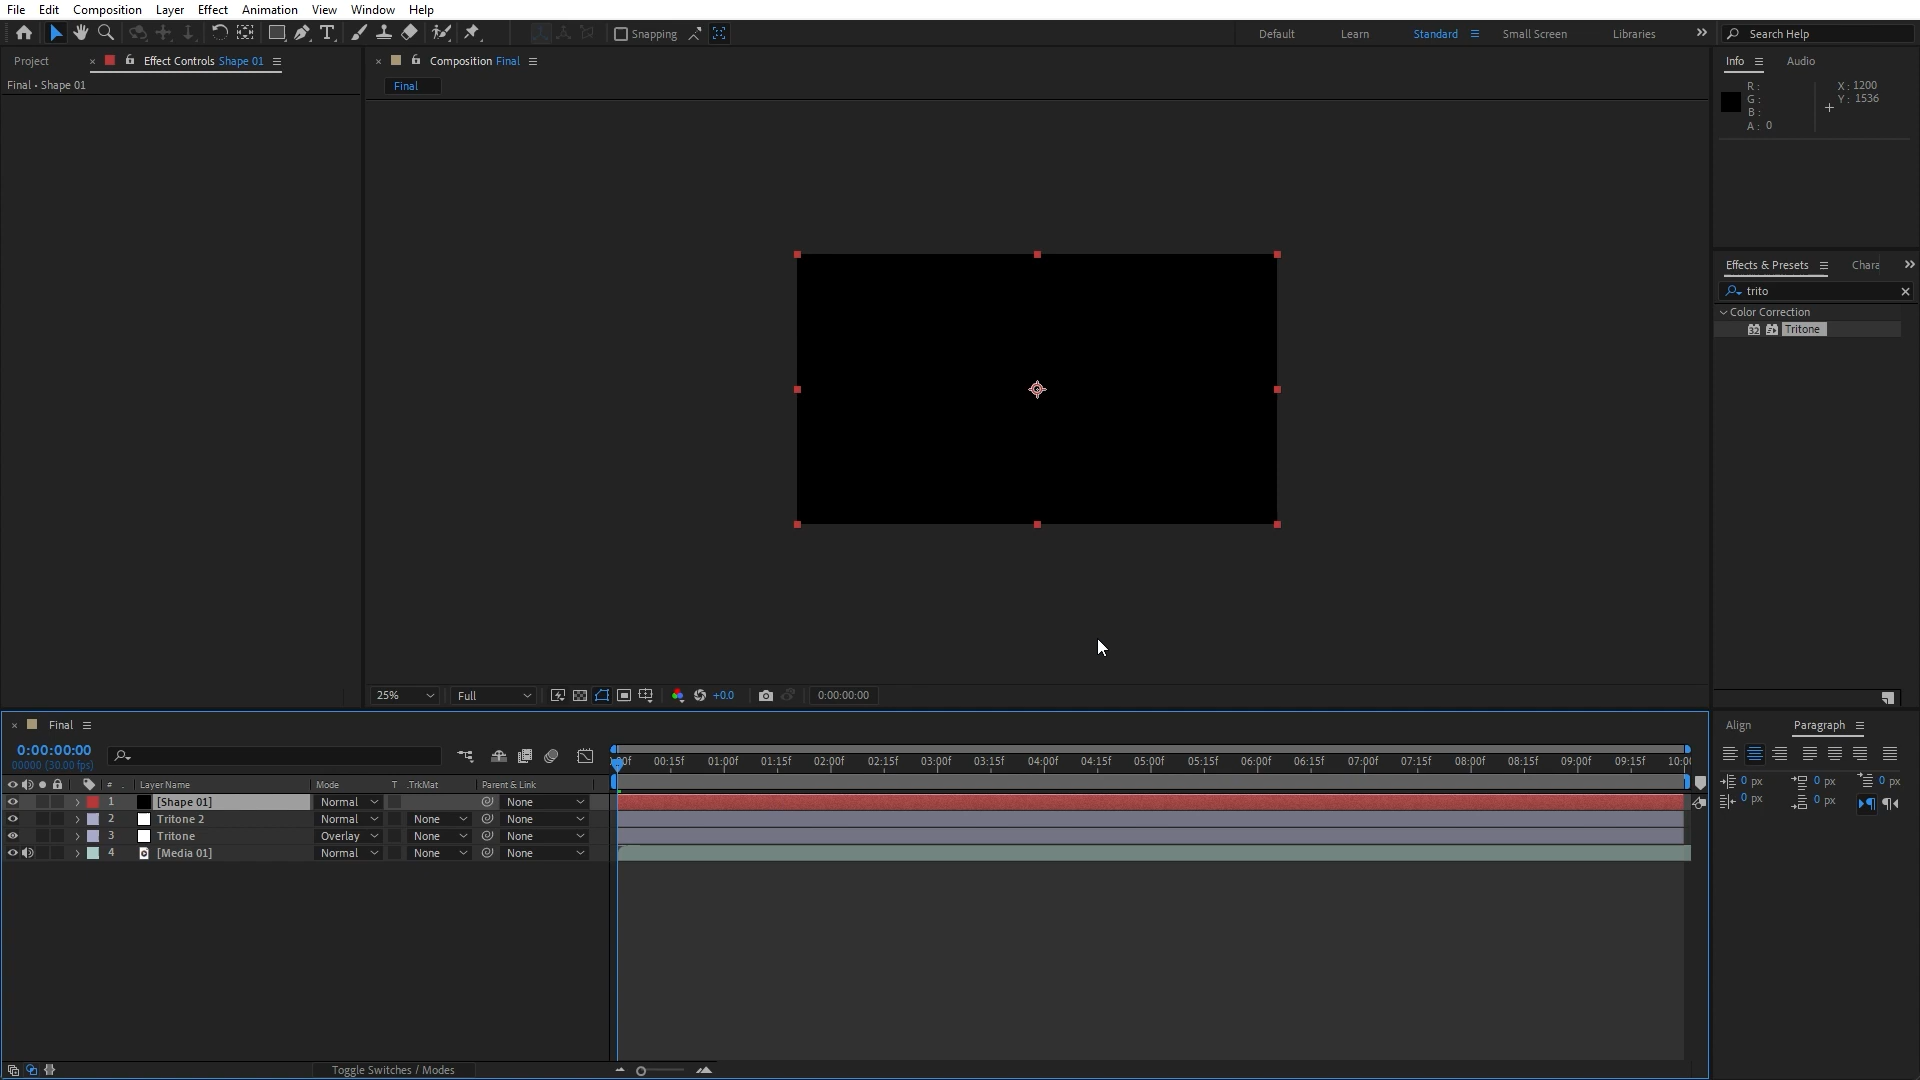 File Edit Composition Layer Effect Animation View Window Help
Snapping
Default Learn Standard Small Screen Libraries Search Help
Project Effect Controls Shape 01
Final • Shape 01
Composition Final
Final
Info Audio
R : X : 1200
G : Y : 1536
B :
A : 0
Effects & Presets Chara
trito
Color Correction
32 Tritone
25% Full +0.0 0:00:00:00
Final
0:00:00:00
00000 (30.00 fps)
:00f 00:15f 01:00f 01:15f 02:00f 02:15f 03:00f 03:15f 04:00f 04:15f 05:00f 05:15f 06:00f 06:15f 07:00f 07:15f 08:00f 08:15f 09:00f 09:15f 10:00
# . Layer Name Mode T .TrkMat Parent & Link
1 [Shape 01] Normal None
2 Tritone 2 Normal None None
3 Tritone Overlay None None
4 [Media 01] Normal None None
Toggle Switches / Modes
Align Paragraph
0 px 0 px 0 px
0 px 0 px